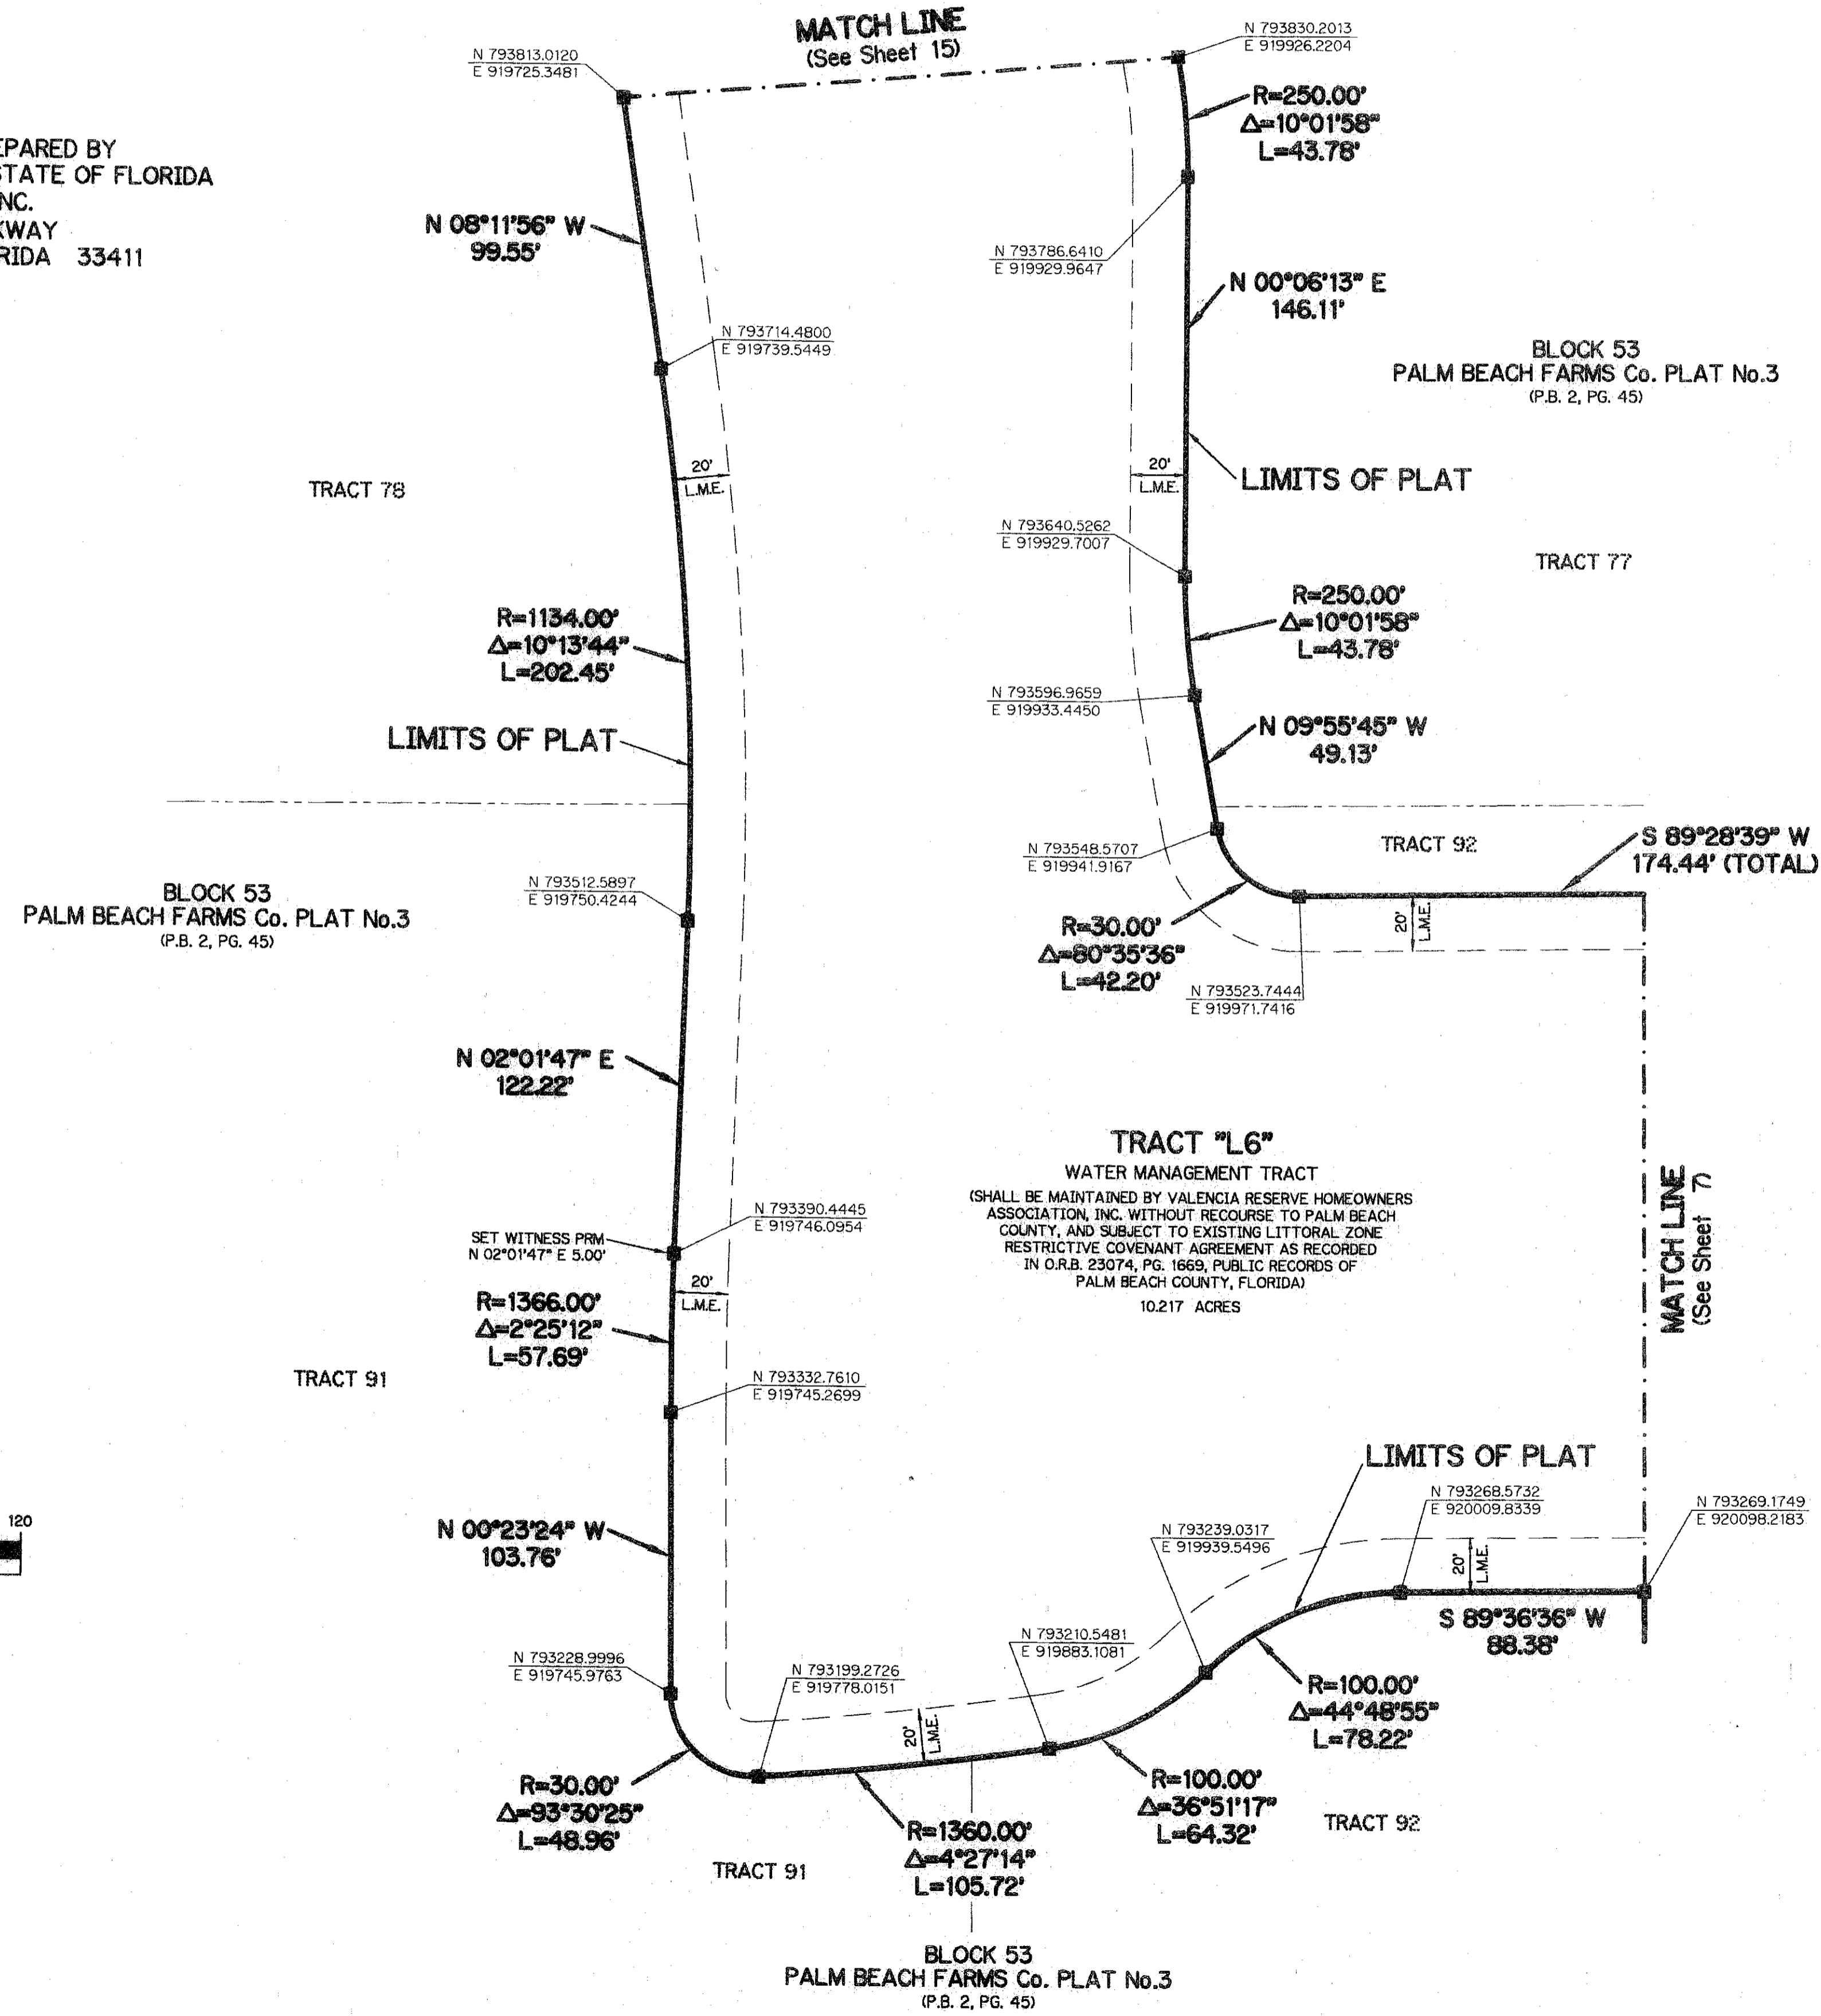 MATCH LINE
(See Sheet 15)
N 793813.0120
E 919725.3481
N 793830.2013
E 919926.2204
EPARED BY
STATE OF FLORIDA
INC.
KWAY
RIDA 33411
R=250.00'
Δ=10°01'58"
L=43.78'
N 08°11'56" W
99.55'
N 793786.6410
E 919929.9647
N 00°06'13" E
146.11'
N 793714.4800
E 919739.5449
BLOCK 53
PALM BEACH FARMS Co. PLAT No.3
(P.B. 2, PG. 45)
TRACT 78
20'
L.M.E.
20'
L.M.E.
LIMITS OF PLAT
N 793640.5262
E 919929.7007
TRACT 77
R=1134.00'
Δ=10°13'44"
L=202.45'
R=250.00'
Δ=10°01'58"
L=43.78'
N 793596.9659
E 919933.4450
LIMITS OF PLAT
N 09°55'45" W
49.13'
N 793548.5707
E 919941.9167
TRACT 92
S 89°28'39" W
174.44' (TOTAL)
BLOCK 53
PALM BEACH FARMS Co. PLAT No.3
(P.B. 2, PG. 45)
N 793512.5897
E 919750.4244
20'
L.M.E.
R=30.00'
Δ=80°35'36"
L=42.20'
N 793523.7444
E 919971.7416
N 02°01'47" E
122.22'
TRACT "L6"
WATER MANAGEMENT TRACT
(SHALL BE MAINTAINED BY VALENCIA RESERVE HOMEOWNERS
ASSOCIATION, INC. WITHOUT RECOURSE TO PALM BEACH
COUNTY, AND SUBJECT TO EXISTING LITTORAL ZONE
RESTRICTIVE COVENANT AGREEMENT AS RECORDED
IN O.R.B. 23074, PG. 1669, PUBLIC RECORDS OF
PALM BEACH COUNTY, FLORIDA)
10.217 ACRES
MATCH LINE
(See Sheet 7)
N 793390.4445
E 919746.0954
SET WITNESS PRM
N 02°01'47" E 5.00'
20'
L.M.E.
R=1366.00'
Δ=2°25'12"
L=57.69'
TRACT 91
N 793332.7610
E 919745.2699
LIMITS OF PLAT
N 793268.5732
E 920009.8339
N 793269.1749
E 920098.2183
120
N 00°23'24" W
103.76'
N 793239.0317
E 919939.5496
20'
L.M.E.
S 89°36'36" W
88.38'
N 793228.9996
E 919745.9763
N 793199.2726
E 919778.0151
N 793210.5481
E 919883.1081
20'
L.M.E.
R=100.00'
Δ=44°48'55"
L=78.22'
R=30.00'
Δ=93°30'25"
L=48.96'
R=100.00'
Δ=36°51'17"
L=64.32'
TRACT 92
R=1360.00'
Δ=4°27'14"
L=105.72'
TRACT 91
BLOCK 53
PALM BEACH FARMS Co. PLAT No.3
(P.B. 2, PG. 45)